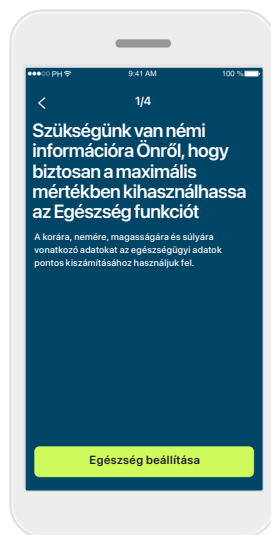 PH 9:41 AM 100 %
1/4
Szükségünk van némi
információra Önről, hogy
biztosan a maximális
mértékben kihasználhassa
az Egészség funkciót
A korára, nemére, magasságára és súlyára
vonatkozó adatokat az egészségügyi adatok
pontos kiszámításához használjuk fel.
Egészség beállítása